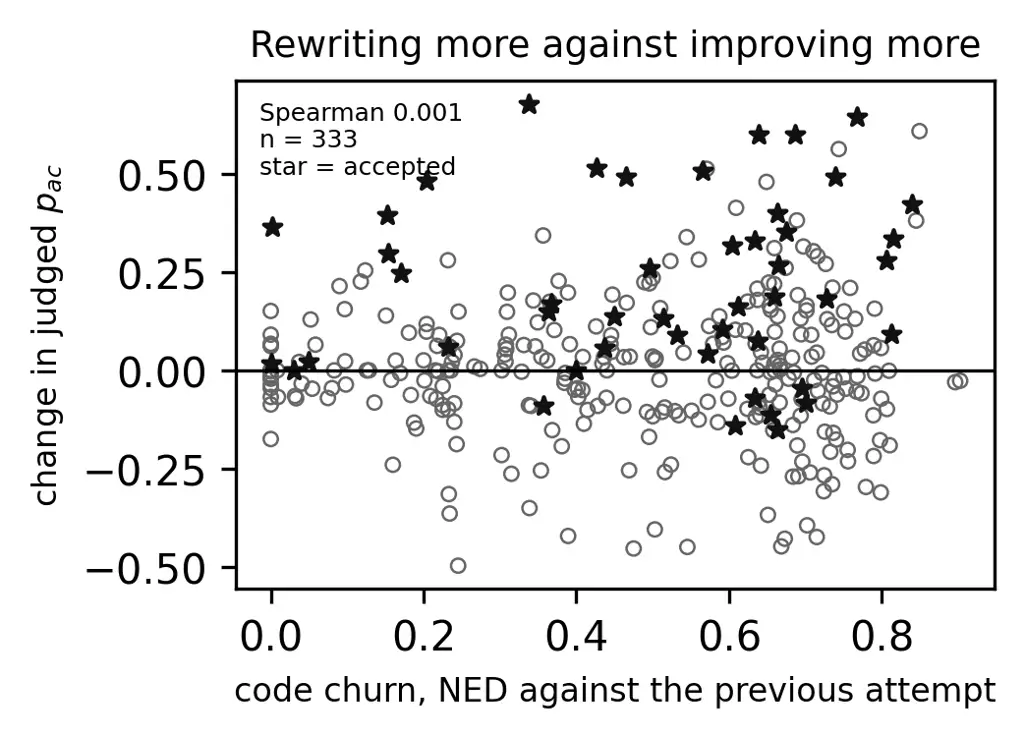 Rewriting more against improving more
Spearman 0.001
n = 333
star = accepted
change in judged p_ac
0.50
0.25
0.00
−0.25
−0.50
0.0 0.2 0.4 0.6 0.8
code churn, NED against the previous attempt